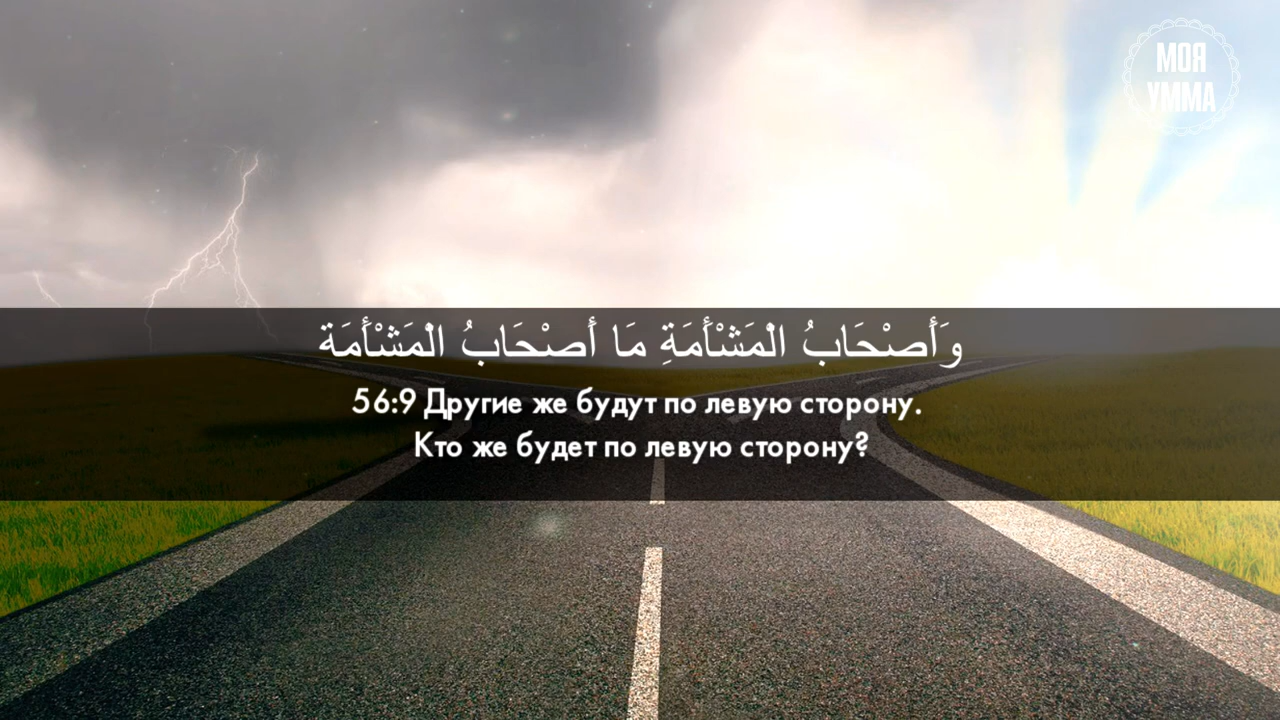 МОЯ
УММА
وَأَصْحَابُ الْمَشْأَمَةِ مَا أَصْحَابُ الْمَشْأَمَة
56:9 Другие же будут по левую сторону.
Кто же будет по левую сторону?